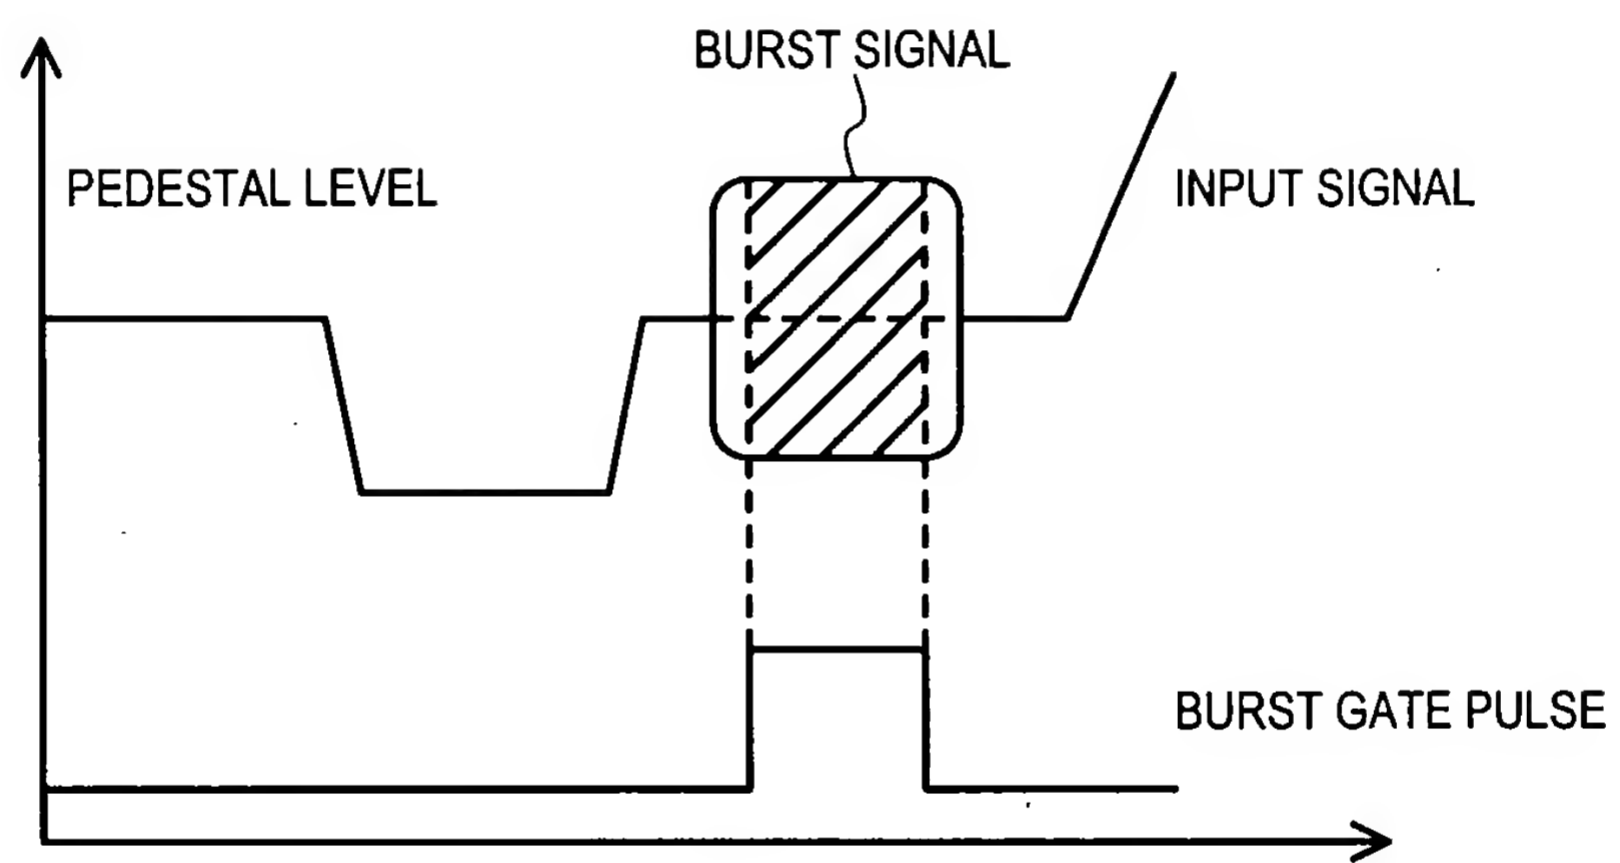 BURST SIGNAL
PEDESTAL LEVEL
INPUT SIGNAL
BURST GATE PULSE